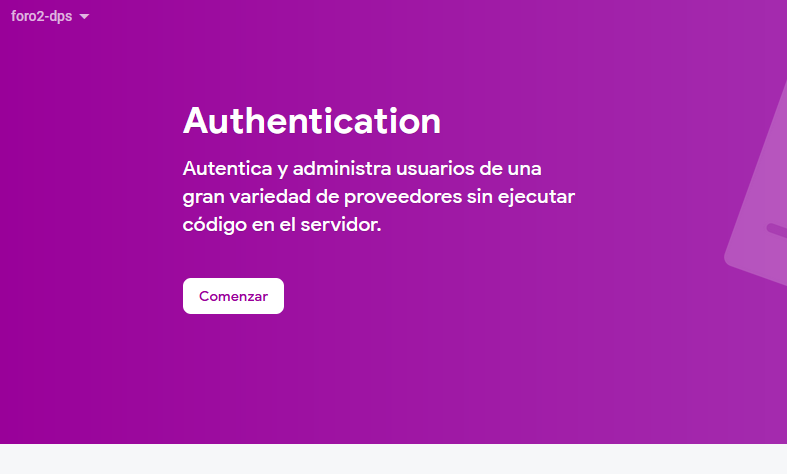 foro2-dps
Authentication
Autentica y administra usuarios de una
gran variedad de proveedores sin ejecutar
código en el servidor.
Comenzar